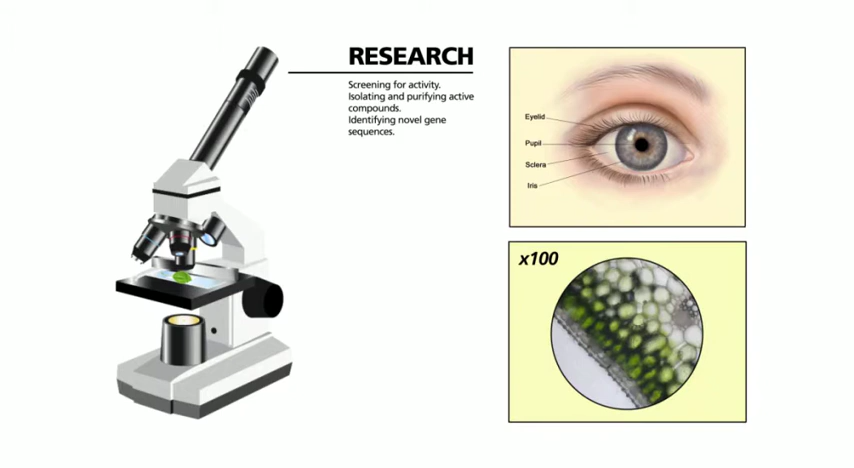 RESEARCH
Screening for activity.
Isolating and purifying active
compounds.
Identifying novel gene
sequences.
Eyelid
Pupil
Sclera
Iris
x100